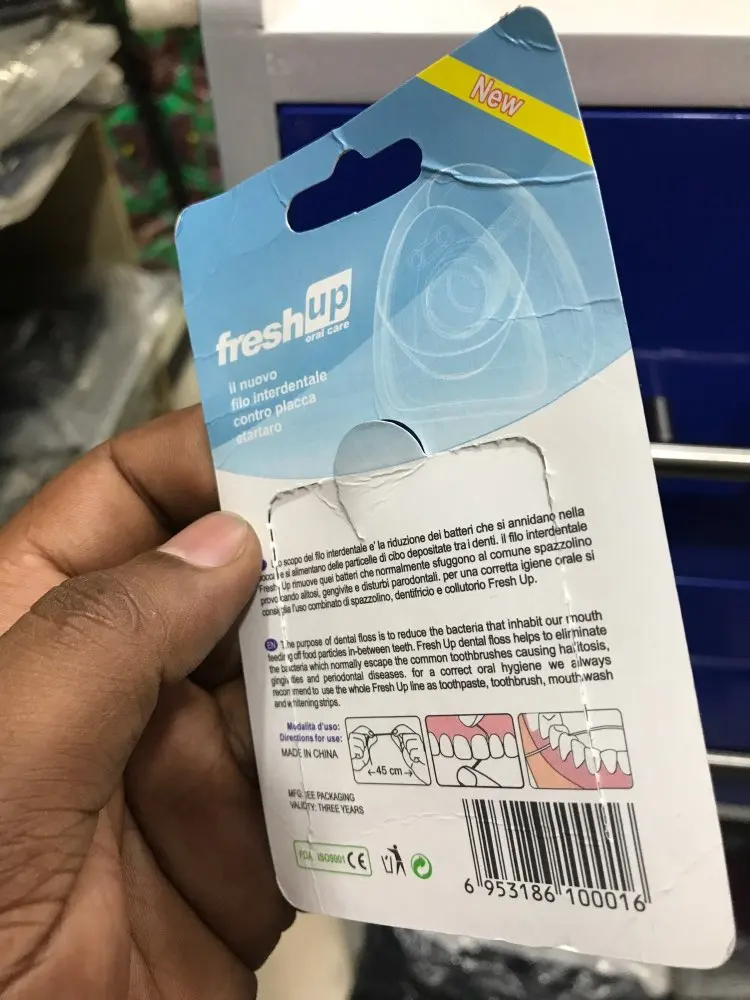 New
freshup
oral care
il nuovo
filo interdentale
contro placca
etartaro
o scopo del filo interdentale e' la riduzione dei batteri che si annidano nella
e si alimentano delle particelle di cibo depositate tra i denti. il filo interdentale
Fresh Up rimuove quei batteri che normalmente sfuggono al comune spazzolino
provocando alitosi, gengivite e disturbi parodontali. per una corretta igiene orale si
consiglia l'uso combinato di spazzolino, dentifricio e collutorio Fresh Up.
EN The purpose of dental floss is to reduce the bacteria that inhabit our mouth
feeding off food particles in-between teeth. Fresh Up dental floss helps to eliminate
the bacteria which normally escape the common toothbrushes causing halitosis,
gingivities and periodontal diseases. for a correct oral hygiene we always
recommend to use the whole Fresh Up line as toothpaste, toothbrush, mouthwash
and whitening strips.
Modalità d'uso:
Directions for use:
MADE IN CHINA
45 cm
MFG. SEE PACKAGING
VALIDITY: THREE YEARS
FDA ISO9001 CE
6 953186 100016